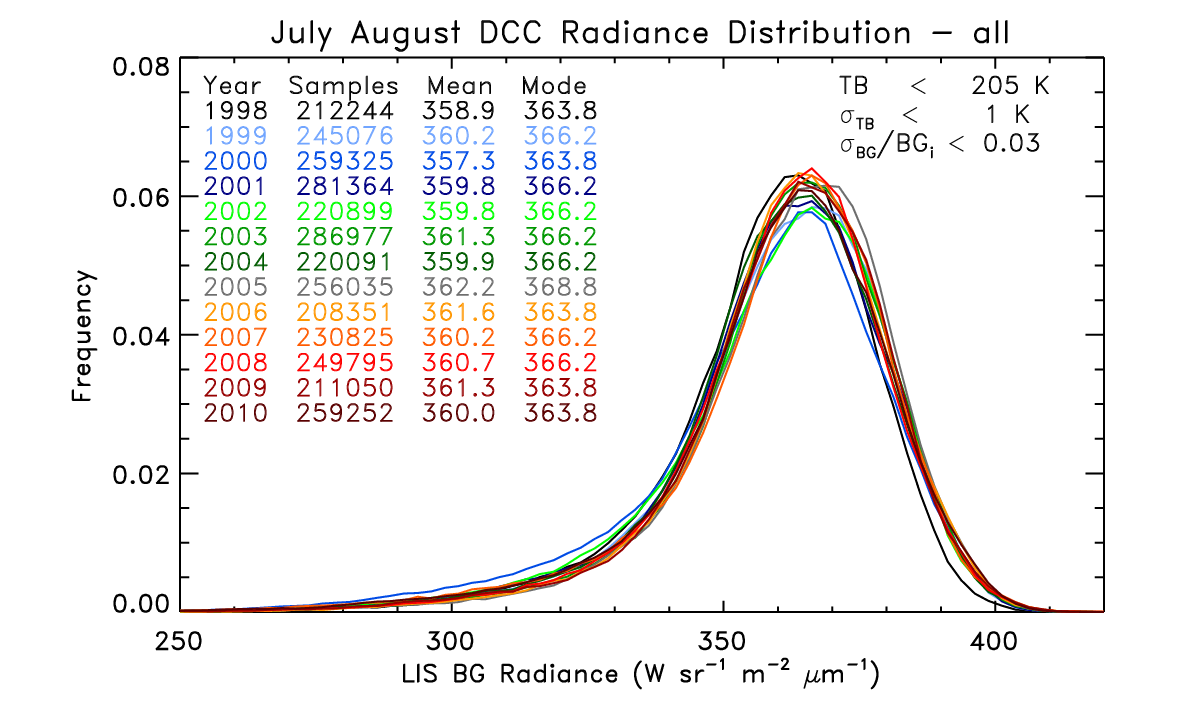 July August DCC Radiance Distribution − all
0.08
Year Samples Mean Mode
1998 212244 358.9 363.8
1999 245076 360.2 366.2
2000 259325 357.3 363.8
2001 281364 359.8 366.2
2002 220899 359.8 366.2
2003 286977 361.3 366.2
2004 220091 359.9 366.2
2005 256035 362.2 368.8
2006 208351 361.6 363.8
2007 230825 360.2 366.2
2008 249795 360.7 366.2
2009 211050 361.3 363.8
2010 259252 360.0 363.8
TB < 205 K
σTB < 1 K
σBG/BGi < 0.03
0.06
0.04
0.02
0.00
Frequency
250 300 350 400
LIS BG Radiance (W sr⁻¹ m⁻² μm⁻¹)